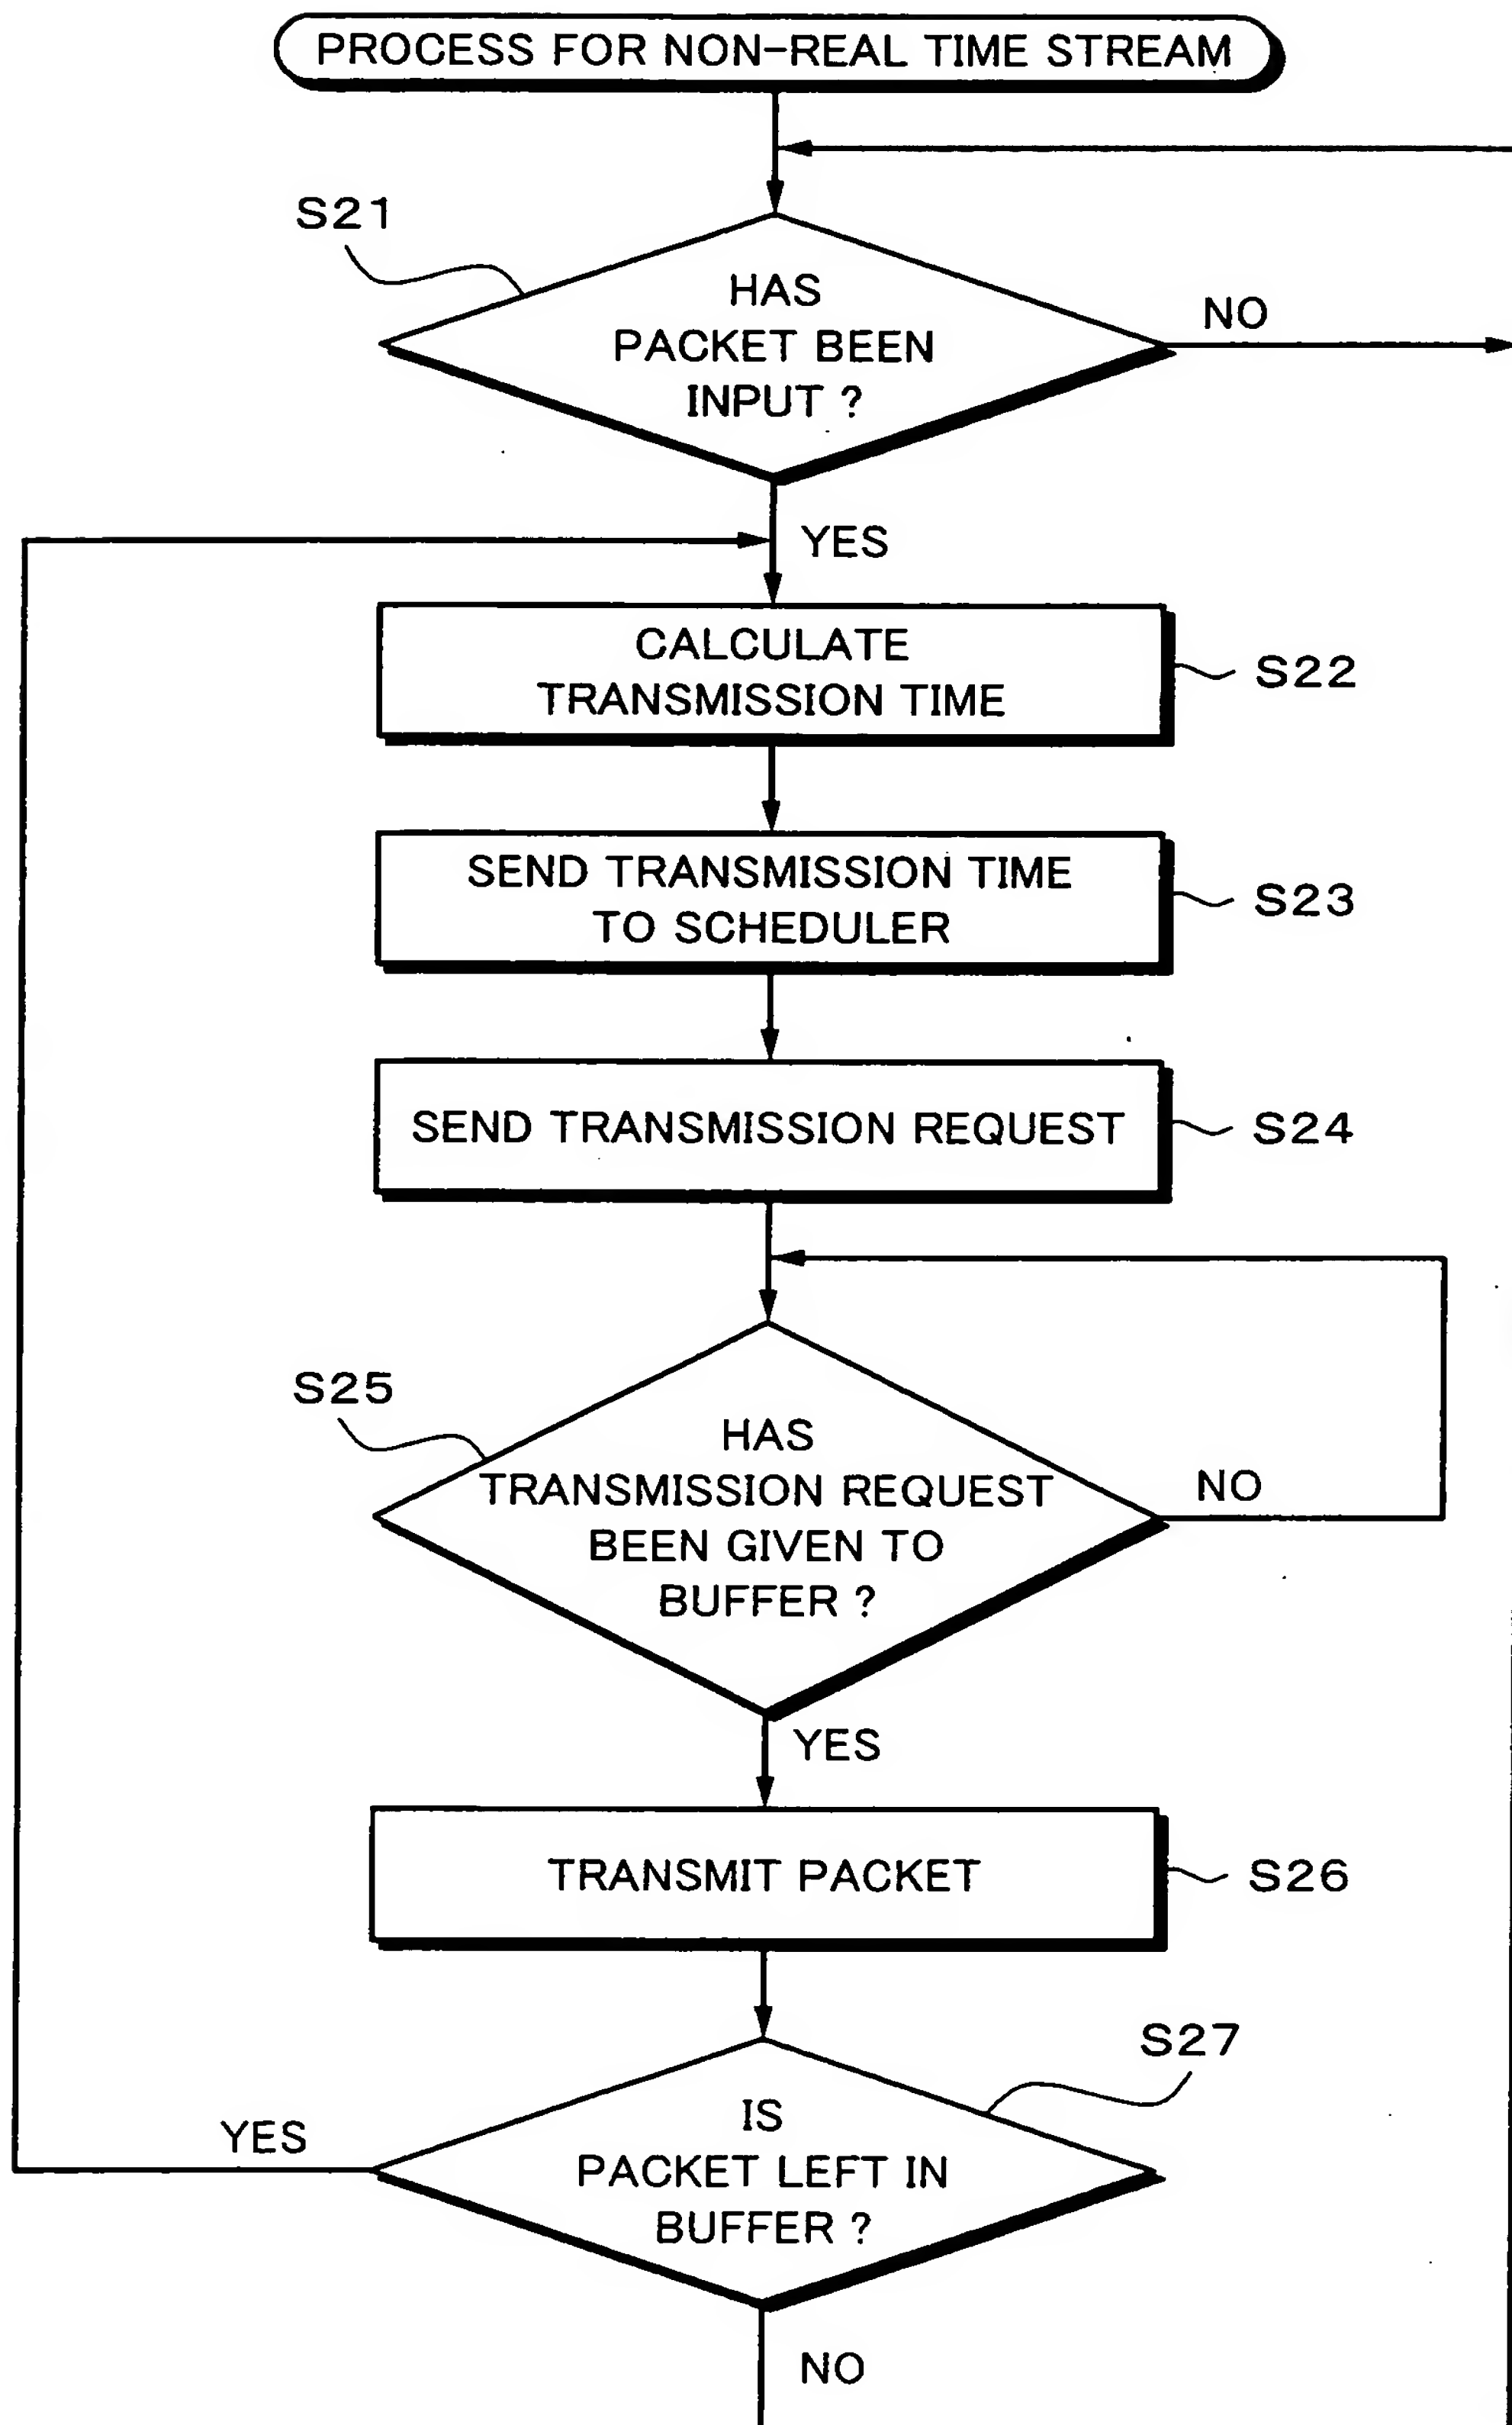 PROCESS FOR NON-REAL TIME STREAM
S21
HAS
PACKET BEEN
INPUT ?
NO
YES
CALCULATE
TRANSMISSION TIME
S22
SEND TRANSMISSION TIME
TO SCHEDULER
S23
SEND TRANSMISSION REQUEST
S24
S25
HAS
TRANSMISSION REQUEST
BEEN GIVEN TO
BUFFER ?
NO
YES
TRANSMIT PACKET
S26
S27
IS
PACKET LEFT IN
BUFFER ?
YES
NO